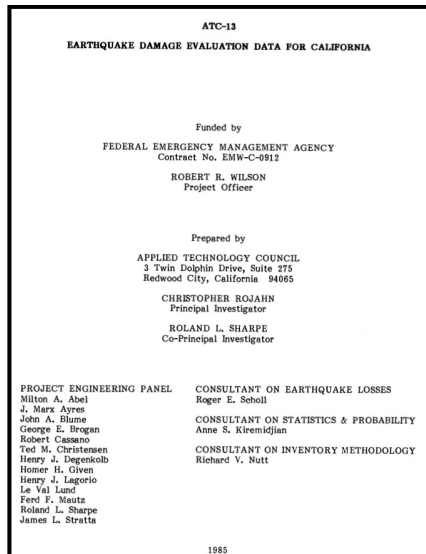 ATC-13
EARTHQUAKE DAMAGE EVALUATION DATA FOR CALIFORNIA
Funded by
FEDERAL EMERGENCY MANAGEMENT AGENCY
Contract No. EMW-C-0912
ROBERT R. WILSON
Project Officer
Prepared by
APPLIED TECHNOLOGY COUNCIL
3 Twin Dolphin Drive, Suite 275
Redwood City, California 94065
CHRISTOPHER ROJAHN
Principal Investigator
ROLAND L. SHARPE
Co-Principal Investigator
PROJECT ENGINEERING PANEL
Milton A. Abel
J. Marx Ayres
John A. Blume
George E. Brogan
Robert Cassano
Ted M. Christensen
Henry J. Degenkolb
Homer H. Given
Henry J. Lagorio
Le Val Lund
Ferd F. Mautz
Roland L. Sharpe
James L. Stratta
CONSULTANT ON EARTHQUAKE LOSSES
Roger E. Scholl
CONSULTANT ON STATISTICS & PROBABILITY
Anne S. Kiremidjian
CONSULTANT ON INVENTORY METHODOLOGY
Richard V. Nutt
1985